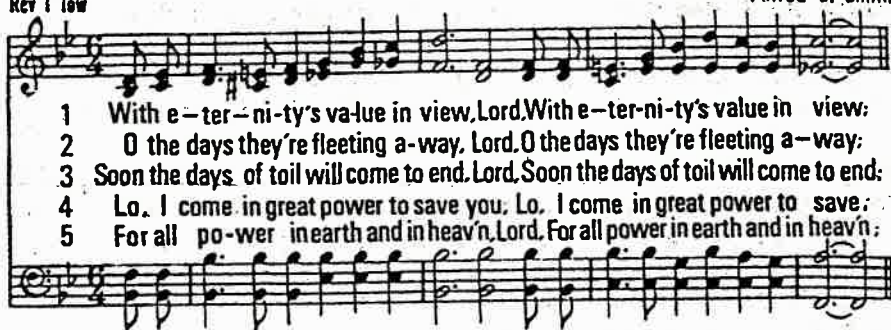 1 With e-ter-ni-ty's va-lue in view, Lord. With e-ter-ni-ty's value in view:
2 O the days they're fleeting a-way, Lord. O the days they're fleeting a-way:
3 Soon the days of toil will come to end. Lord. Soon the days of toil will come to end:
4 Lo. I come in great power to save you; Lo. I come in great power to save:
5 For all po-wer in earth and in heav'n, Lord. For all power in earth and in heav'n;